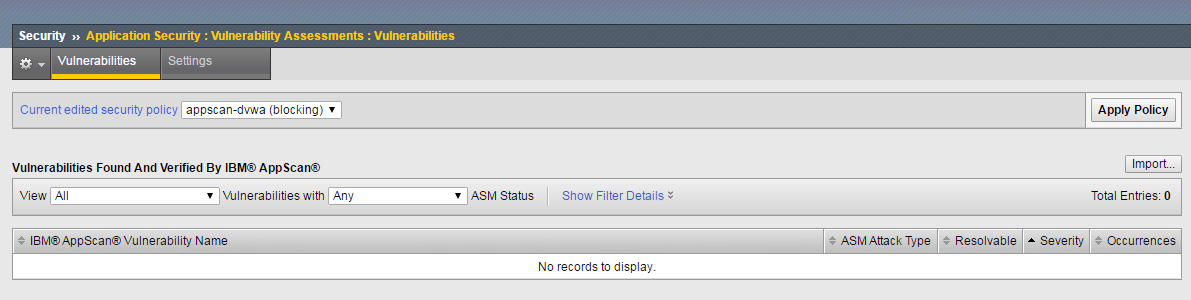 Security ›› Application Security : Vulnerability Assessments : Vulnerabilities
Vulnerabilities Settings
Current edited security policy appscan-dvwa (blocking) Apply Policy
Vulnerabilities Found And Verified By IBM® AppScan® Import...
View All Vulnerabilities with Any ASM Status Show Filter Details Total Entries: 0
IBM® AppScan® Vulnerability Name ASM Attack Type Resolvable Severity Occurrences
No records to display.